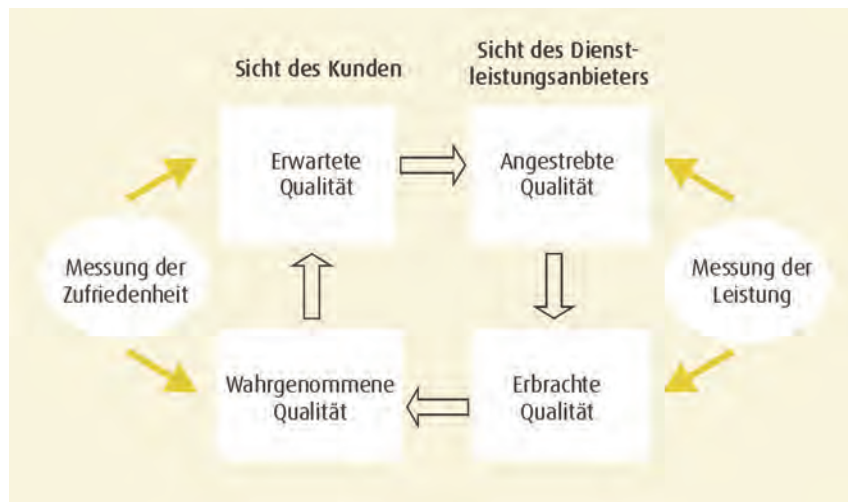 Sicht des Kunden
Sicht des Dienst-
leistungsanbieters
Erwartete
Qualität
Angestrebte
Qualität
Messung der
Zufriedenheit
Messung der
Leistung
Wahrgenommene
Qualität
Erbrachte
Qualität